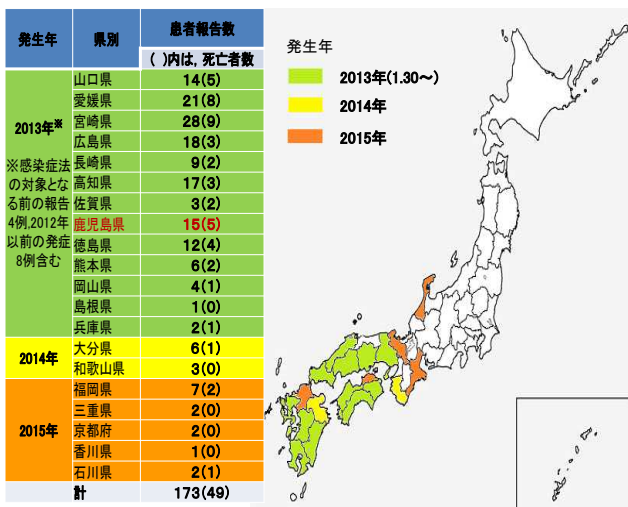 発生年 県別 患者報告数
( )内は，死亡者数
2013年※
※感染症法
の対象とな
る前の報告
4例,2012年
以前の発症
8例含む
山口県 14(5)
愛媛県 21(8)
宮崎県 28(9)
広島県 18(3)
長崎県 9(2)
高知県 17(3)
佐賀県 3(2)
鹿児島県 15(5)
徳島県 12(4)
熊本県 6(2)
岡山県 4(1)
島根県 1(0)
兵庫県 2(1)
2014年
大分県 6(1)
和歌山県 3(0)
2015年
福岡県 7(2)
三重県 2(0)
京都府 2(0)
香川県 1(0)
石川県 2(1)
計 173(49)
発生年
2013年(1.30～)
2014年
2015年